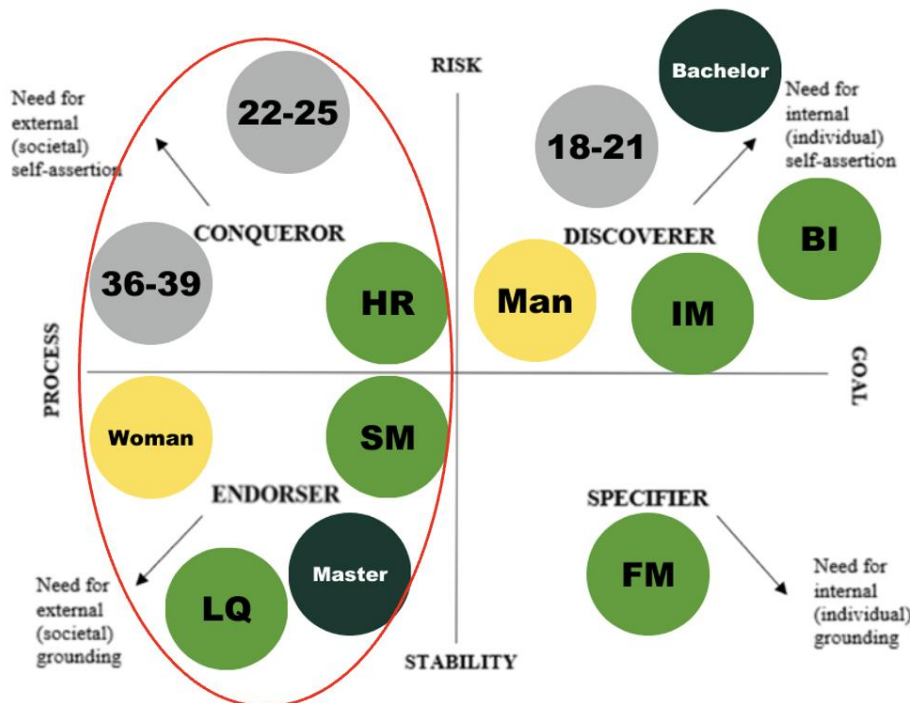 RISK
Bachelor
Need for
external
(societal)
self-assertion
22-25
18-21
Need for
internal
(individual)
self-assertion
CONQUEROR
DISCOVERER
BI
36-39
HR
Man
IM
PROCESS
GOAL
Woman
SM
ENDORSER
SPECIFIER
Need for
external
(societal)
grounding
LQ
Master
FM
Need for
internal
(individual)
grounding
STABILITY